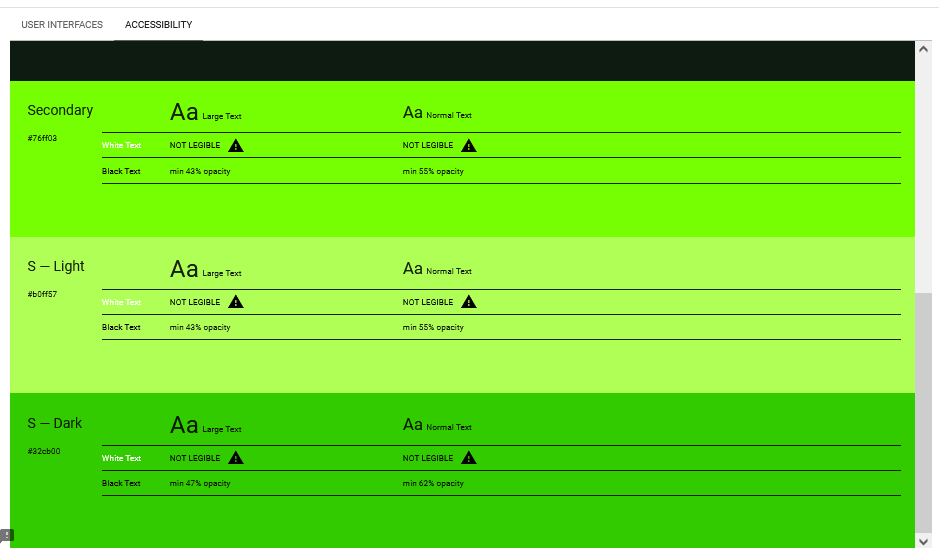 USER INTERFACES ACCESSIBILITY
Secondary Aa Large Text Aa Normal Text
#76ff03
White Text NOT LEGIBLE NOT LEGIBLE
Black Text min 43% opacity min 55% opacity
S — Light Aa Large Text Aa Normal Text
#b0ff57
White Text NOT LEGIBLE NOT LEGIBLE
Black Text min 43% opacity min 55% opacity
S — Dark Aa Large Text Aa Normal Text
#32cb00
White Text NOT LEGIBLE NOT LEGIBLE
Black Text min 47% opacity min 62% opacity